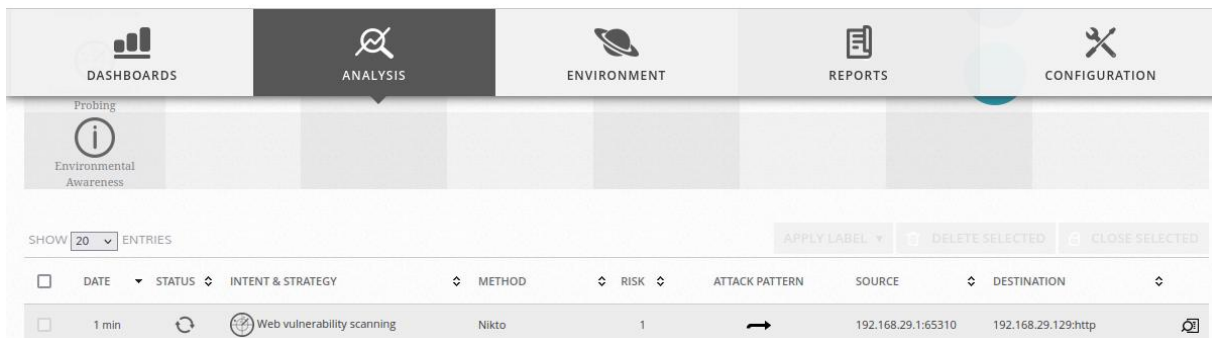 DASHBOARDS ANALYSIS ENVIRONMENT REPORTS CONFIGURATION
Probing
Environmental
Awareness
SHOW 20 ENTRIES APPLY LABEL DELETE SELECTED CLOSE SELECTED
DATE STATUS INTENT & STRATEGY METHOD RISK ATTACK PATTERN SOURCE DESTINATION
1 min Web vulnerability scanning Nikto 1 192.168.29.1:65310 192.168.29.129:http